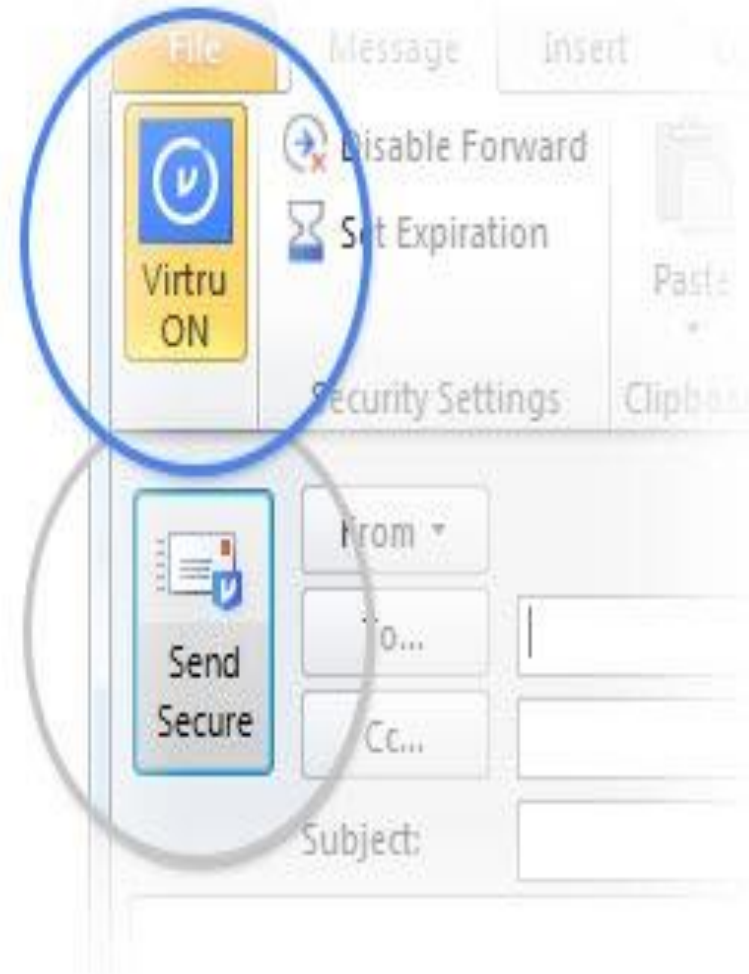 File Message Insert
Virtru
ON
Disable Forward
Set Expiration
Paste
Security Settings
Send
Secure
From
To...
Cc...
Subject: